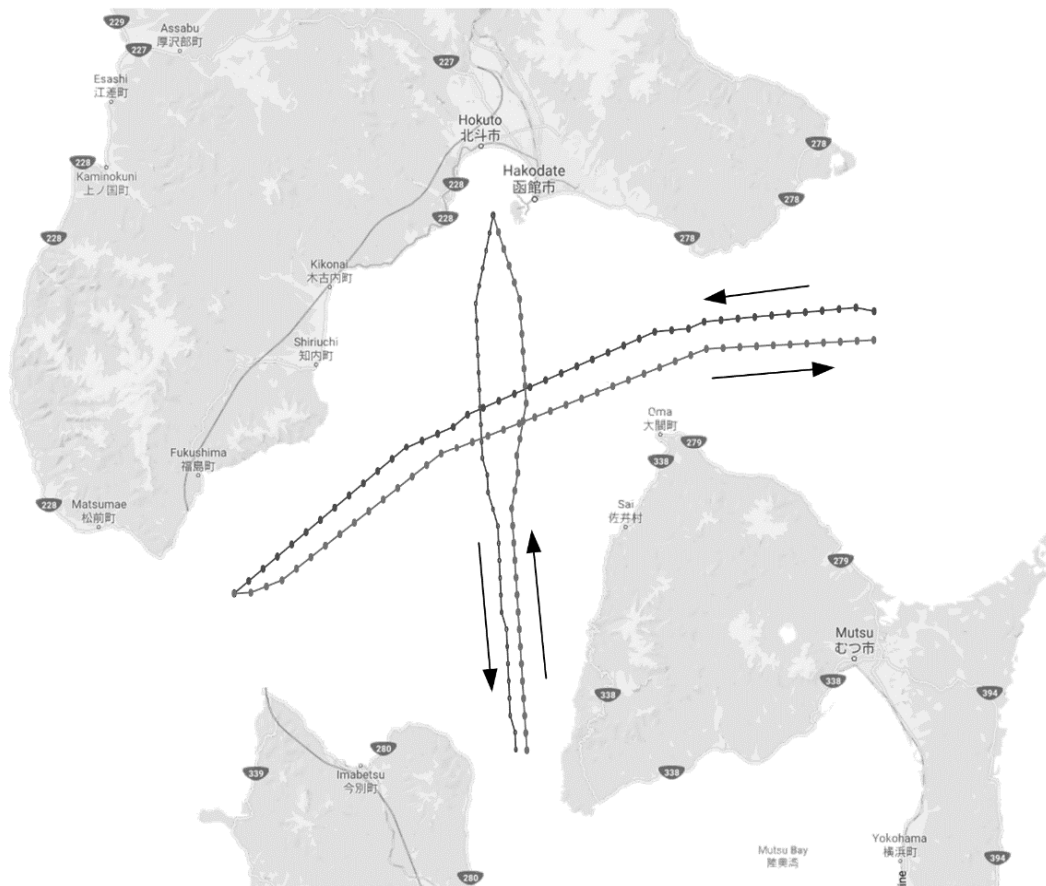 229
Assabu
厚沢部町
227
227
Esashi
江差町
Hokuto
北斗市
278
228
Kaminokuni
上ノ国町
Hakodate
函館市
228
278
228
228
278
Kikonai
木古内町
Shiriuchi
知内町
Oma
大間町
279
Fukushima
福島町
338
228
Matsumae
松前町
Sai
佐井村
279
Mutsu
むつ市
338
338
394
280
339
Imabetsu
今別町
338
Yokohama
横浜町
Mutsu Bay
陸奥湾
394
280
ine